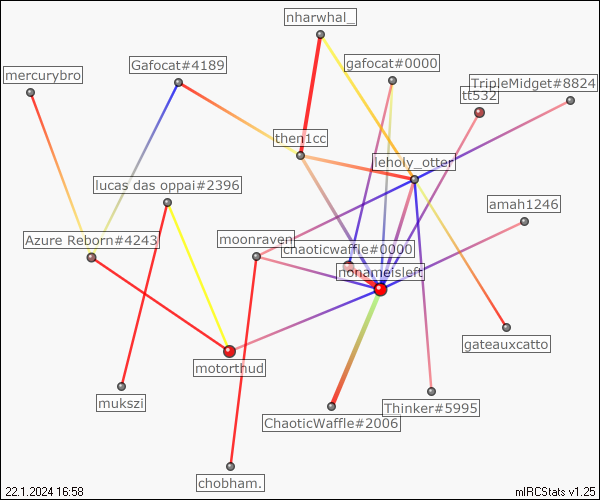 nharwhal_
Gafocat#4189
gafocat#0000
mercurybro
TripleMidget#8824
tt532
then1cc
leholy_otter
lucas das oppai#2396
amah1246
Azure Reborn#4243
moonraven
chaoticwaffle#0000
nonameisleft
gateauxcatto
motorthud
mukszi
Thinker#5995
ChaoticWaffle#2006
chobham.
22.1.2024 16:58
mIRCStats v1.25